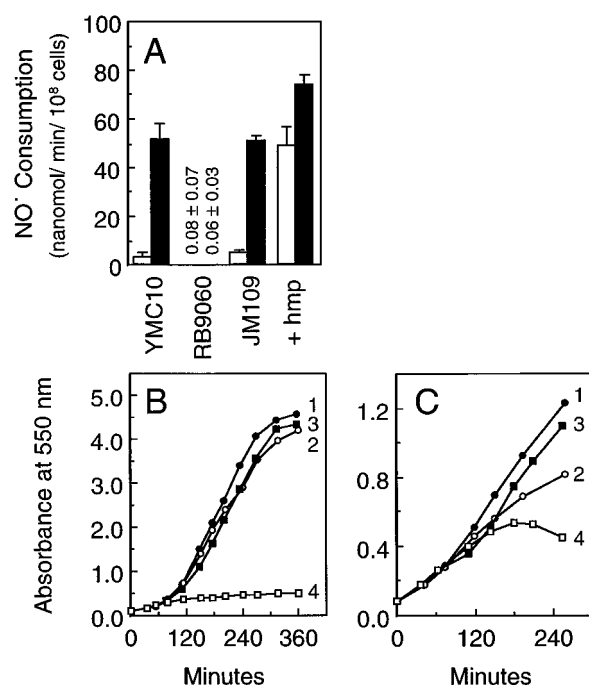 A
NO· Consumption
(nanomol/ min/ 10⁸ cells)
100
80
60
40
20
0
0.08 ± 0.07
0.06 ± 0.03
YMC10
RB9060
JM109
+ hmp
B
Absorbance at 550 nm
5.0
4.0
3.0
2.0
1.0
0.0
1
3
2
4
0 120 240 360
Minutes
C
1.2
0.8
0.4
0.0
1
3
2
4
0 120 240
Minutes